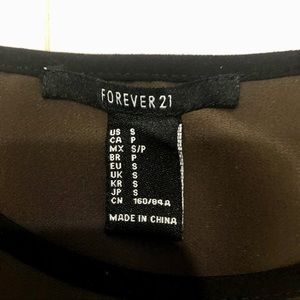 FOREVER 21
US S
CA P
MX S/P
BR P
EU S
UK S
KR S
JP S
CN 160/84A
MADE IN CHINA